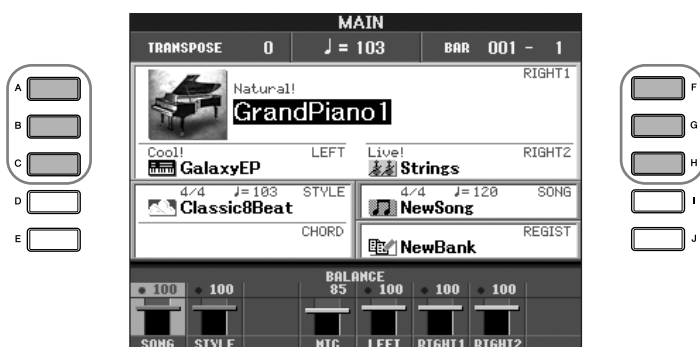 MAIN
TRANSPOSE 0 ♩= 103 BAR 001 - 1
RIGHT1
Natural!
GrandPiano1
Cool! LEFT Live! RIGHT2
GalaxyEP Strings
4/4 ♩=103 STYLE 4/4 ♩=120 SONG
Classic8Beat NewSong
CHORD REGIST
NewBank
BALANCE
100 100 85 100 100 100
SONG STYLE MIC LEFT RIGHT1 RIGHT2
A
B
C
D
E
F
G
H
I
J